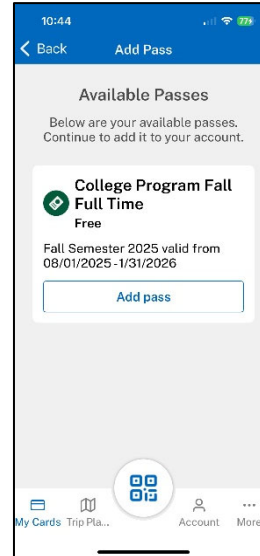 10:44
77
Back
Add Pass
Available Passes
Below are your available passes.
Continue to add it to your account.
College Program Fall
Full Time
Free
Fall Semester 2025 valid from
08/01/2025-1/31/2026
Add pass
My Cards
Trip Pla...
Account
More